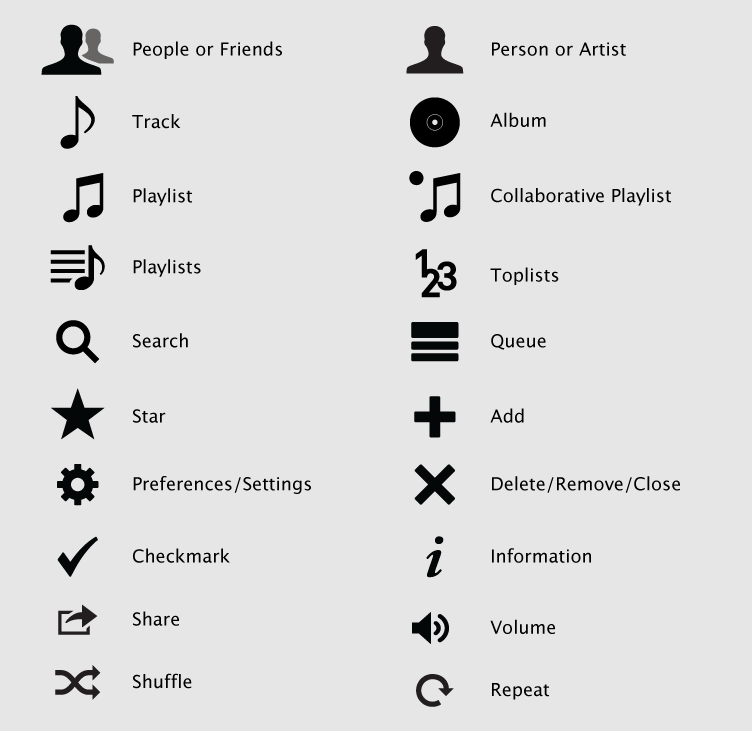 People or Friends
Person or Artist
Track
Album
Playlist
Collaborative Playlist
Playlists
123
Toplists
Search
Queue
Star
Add
Preferences/Settings
Delete/Remove/Close
Checkmark
i
Information
Share
Volume
Shuffle
Repeat